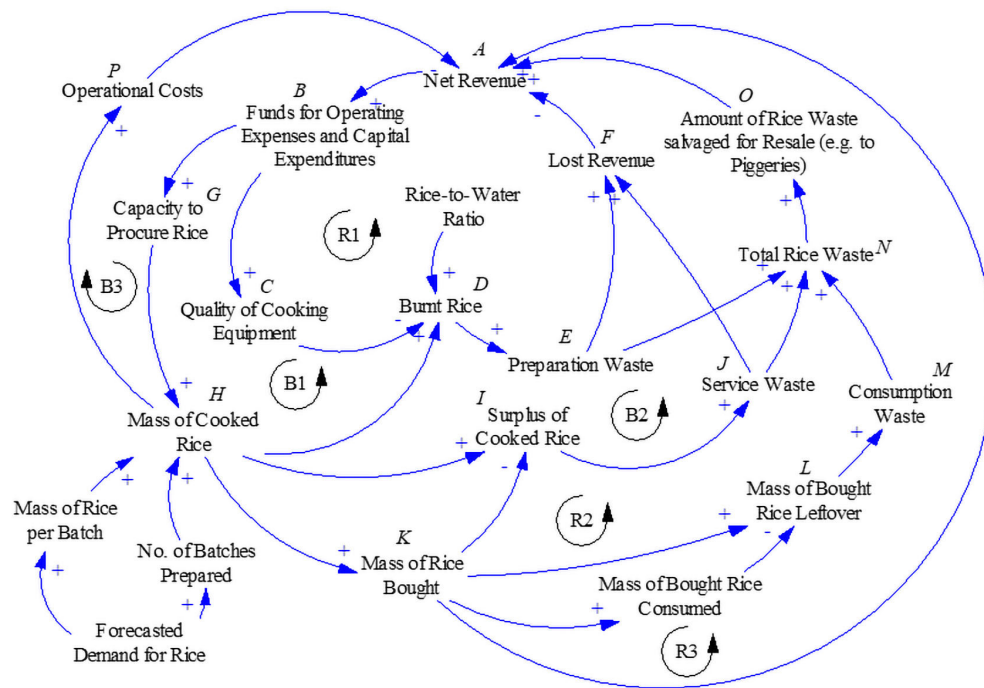 P
Operational Costs
A
Net Revenue
-
-
+
+
+
B
Funds for Operating
Expenses and Capital
Expenditures
+
-
O
Amount of Rice Waste
salvaged for Resale (e.g. to
Piggeries)
+
F
Lost Revenue
+
+
+
G
Capacity to
Procure Rice
Rice-to-Water
Ratio
R1
Total Rice Waste
N
+
+
+
B3
+
C
Quality of Cooking
Equipment
+
D
Burnt Rice
-
+
+
E
Preparation Waste
B1
J
Service Waste
+
M
Consumption
Waste
+
+
H
Mass of Cooked
Rice
I
Surplus of
Cooked Rice
+
-
B2
+
+
L
Mass of Bought
Rice Leftover
+
-
Mass of Rice
per Batch
+
R2
No. of Batches
Prepared
+
K
Mass of Rice
Bought
+
Mass of Bought Rice
Consumed
+
Forecasted
Demand for Rice
R3